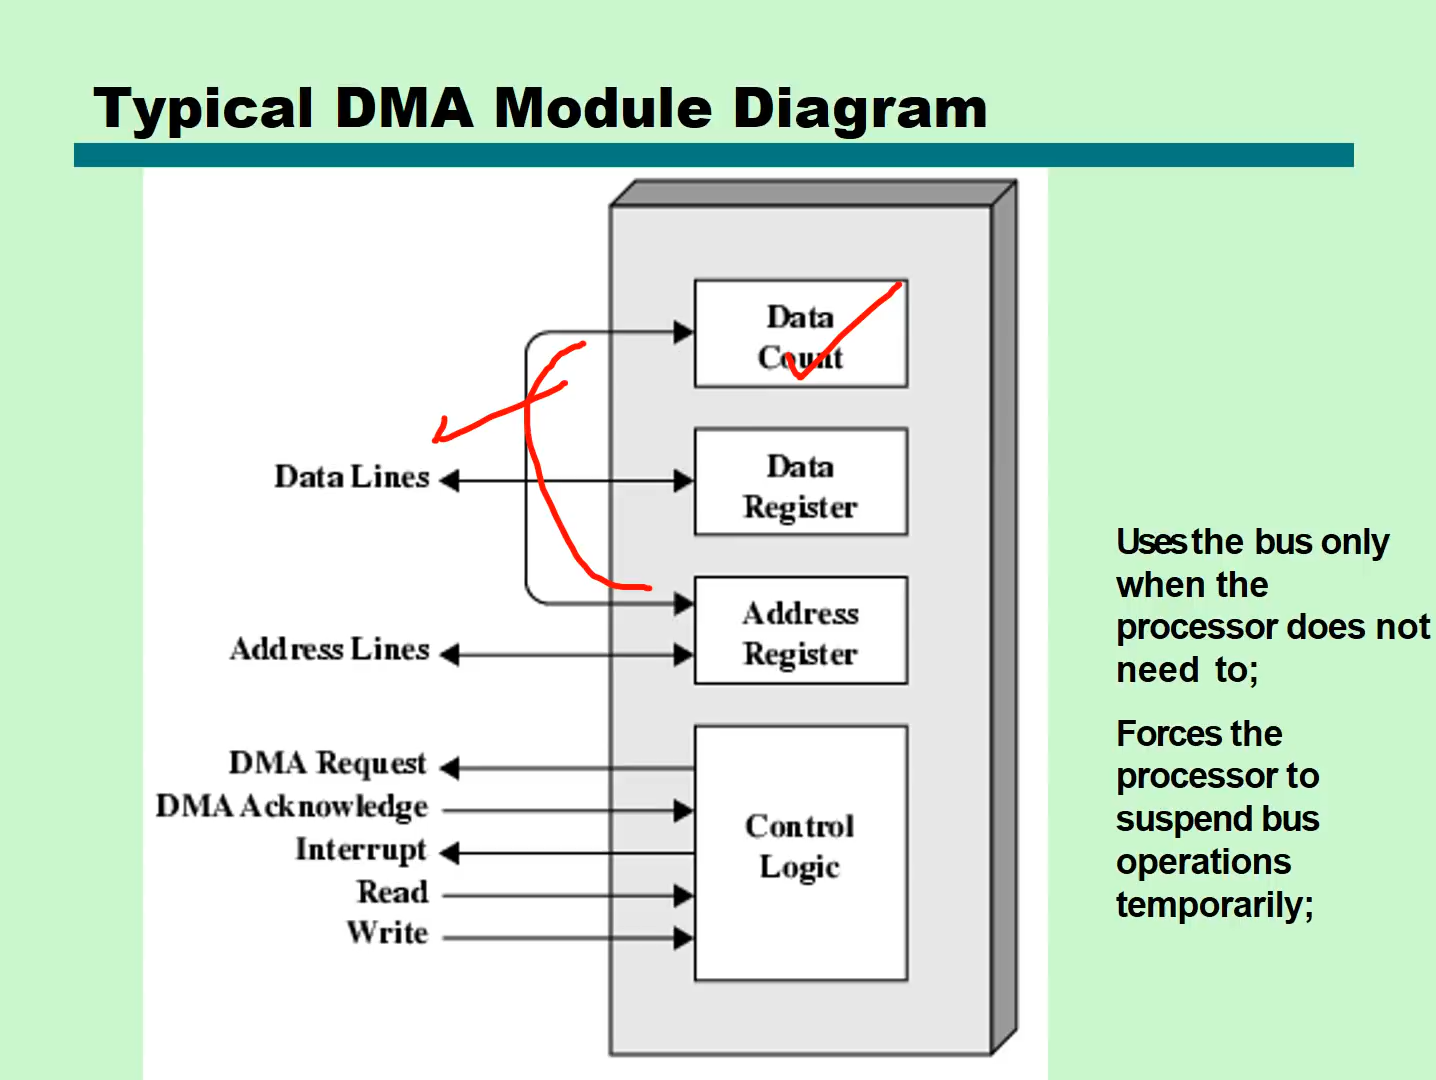 Typical DMA Module Diagram
Data
Count
Data Lines
Data
Register
Address Lines
Address
Register
DMA Request
DMA Acknowledge
Interrupt
Read
Write
Control
Logic
Uses the bus only
when the
processor does not
need to;
Forces the
processor to
suspend bus
operations
temporarily;